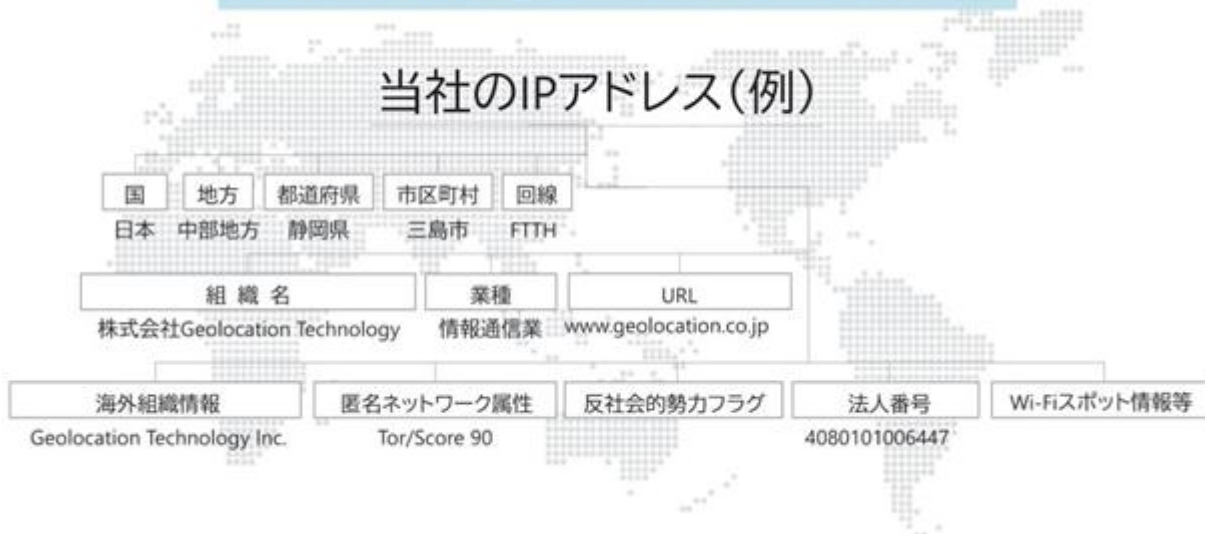 当社のIPアドレス(例)
国 地方 都道府県 市区町村 回線
日本 中部地方 静岡県 三島市 FTTH
組織名 業種 URL
株式会社Geolocation Technology 情報通信業 www.geolocation.co.jp
海外組織情報 匿名ネットワーク属性 反社会的勢力フラグ 法人番号 Wi-Fiスポット情報等
Geolocation Technology Inc. Tor/Score 90 4080101006447